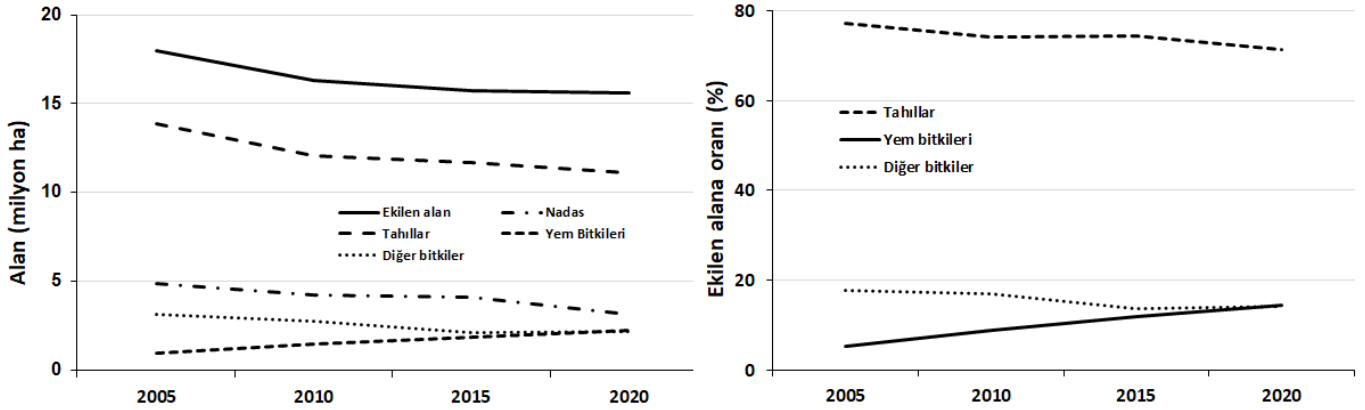 Alan (milyon ha)
20
15
10
5
0
Ekilen alan
Nadas
Tahıllar
Yem Bitkileri
Diğer bitkiler
2005
2010
2015
2020
Ekilen alana oranı (%)
80
60
40
20
0
Tahıllar
Yem bitkileri
Diğer bitkiler
2005
2010
2015
2020